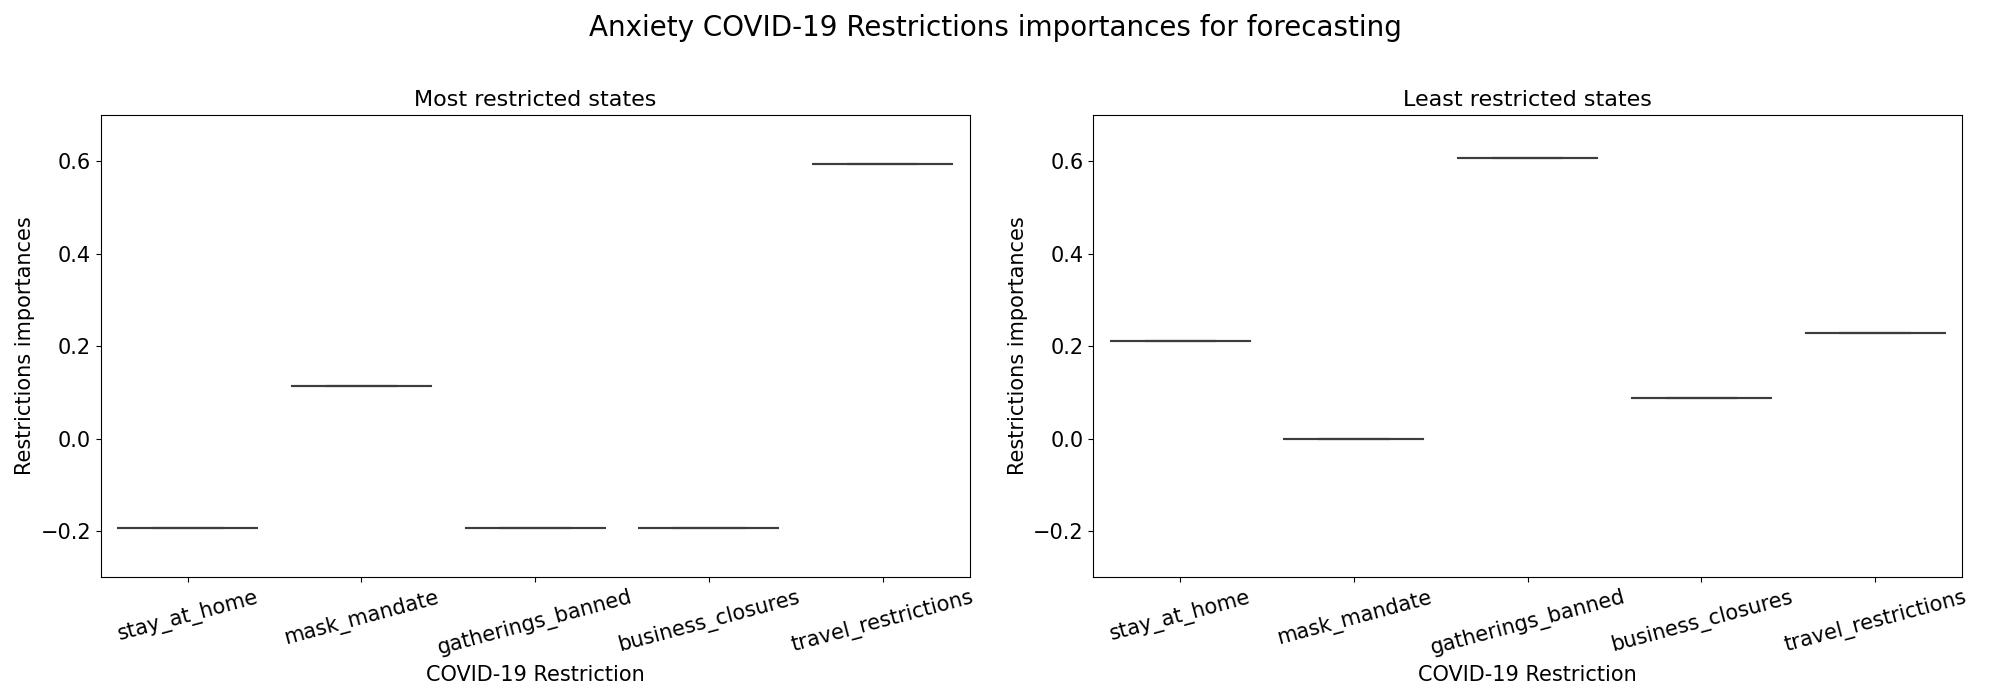 Anxiety COVID-19 Restrictions importances for forecasting
Most restricted states
Restrictions importances
0.6
0.4
0.2
0.0
−0.2
stay_at_home
mask_mandate
gatherings_banned
business_closures
travel_restrictions
COVID-19 Restriction
Least restricted states
Restrictions importances
0.6
0.4
0.2
0.0
−0.2
stay_at_home
mask_mandate
gatherings_banned
business_closures
travel_restrictions
COVID-19 Restriction